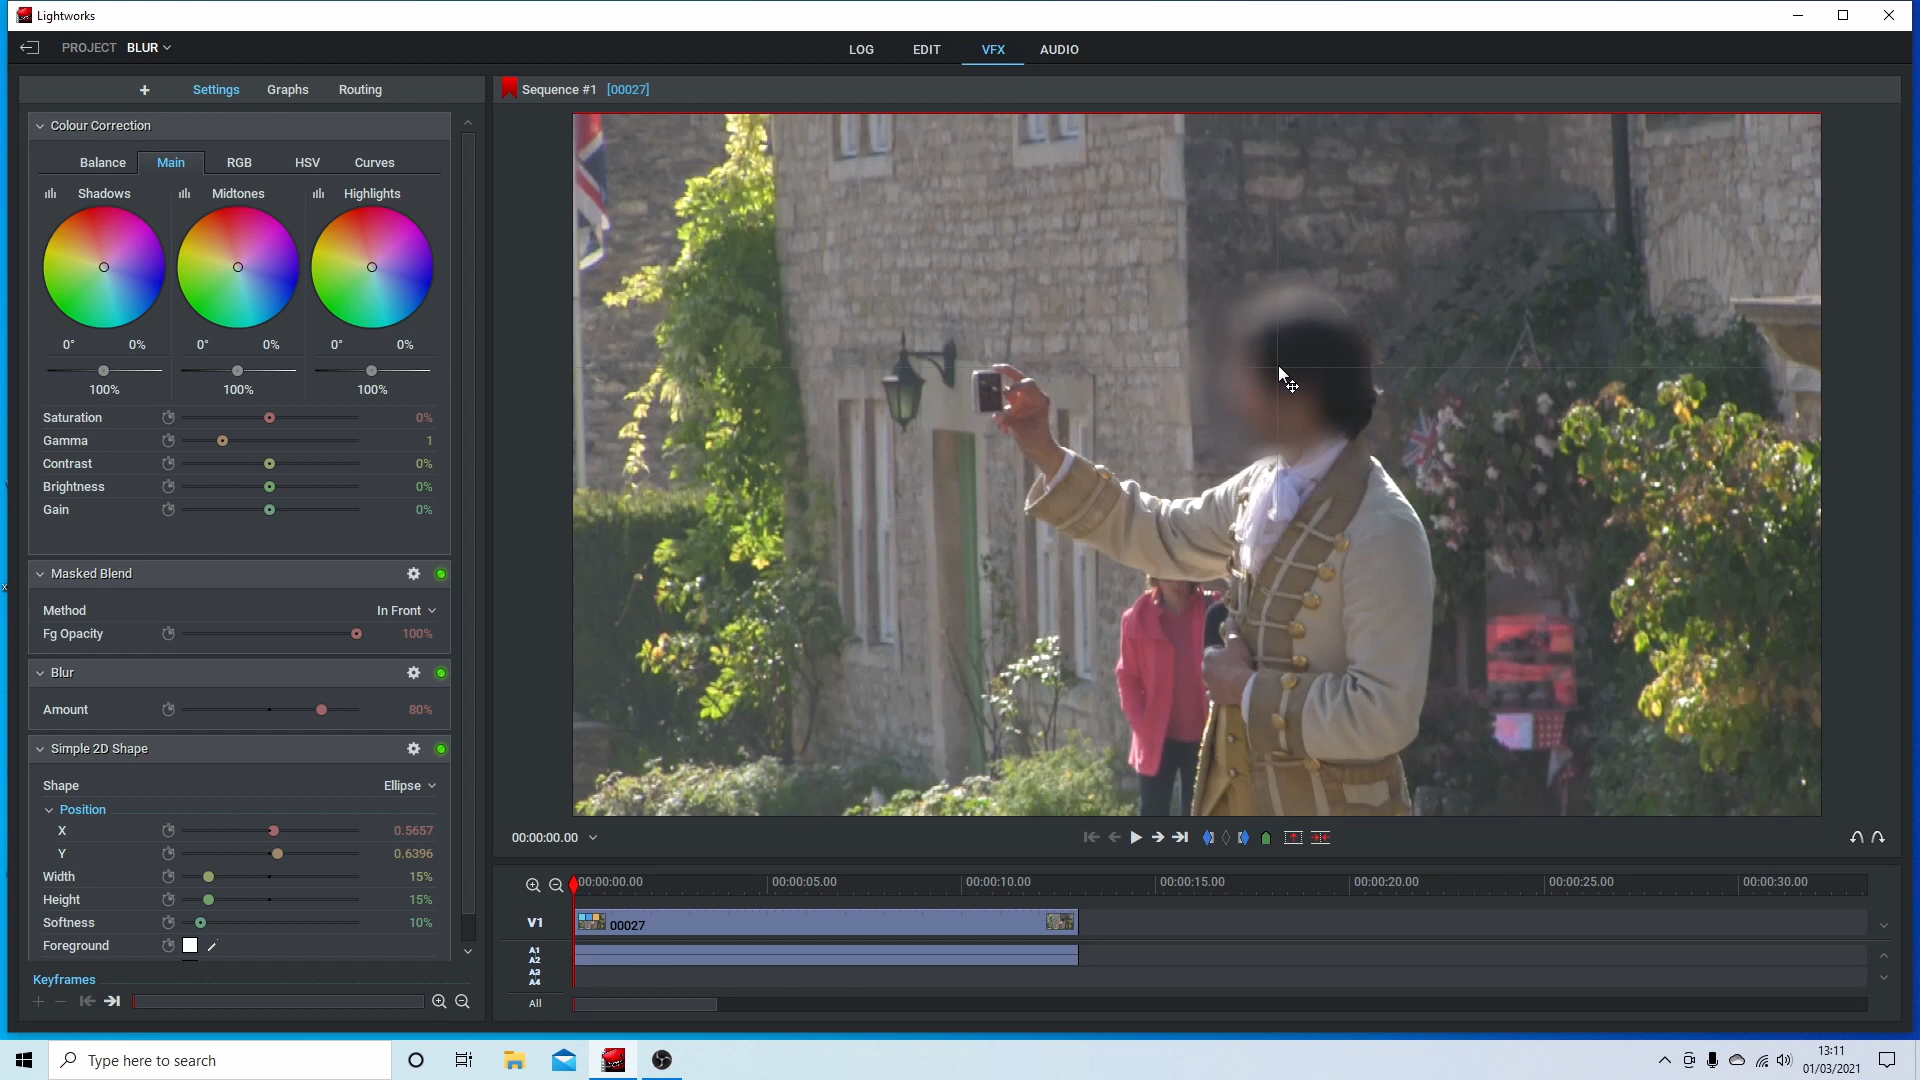 Lightworks
PROJECT BLUR
LOG EDIT VFX AUDIO
+ Settings Graphs Routing
Sequence #1 [00027]
Colour Correction
Balance Main RGB HSV Curves
Shadows Midtones Highlights
0° 0% 0° 0% 0° 0%
100% 100% 100%
Saturation 0%
Gamma 1
Contrast 0%
Brightness 0%
Gain 0%
Masked Blend
Method In Front
Fg Opacity 100%
Blur
Amount 80%
Simple 2D Shape
Shape Ellipse
Position
X 0.5657
Y 0.6396
Width 15%
Height 15%
Softness 10%
Foreground
Keyframes
00:00:00.00
00:00:00.00 00:00:05.00 00:00:10.00 00:00:15.00 00:00:20.00 00:00:25.00 00:00:30.00
V1 00027
A1
A2
A3
A4
All
Type here to search
13:11
01/03/2021